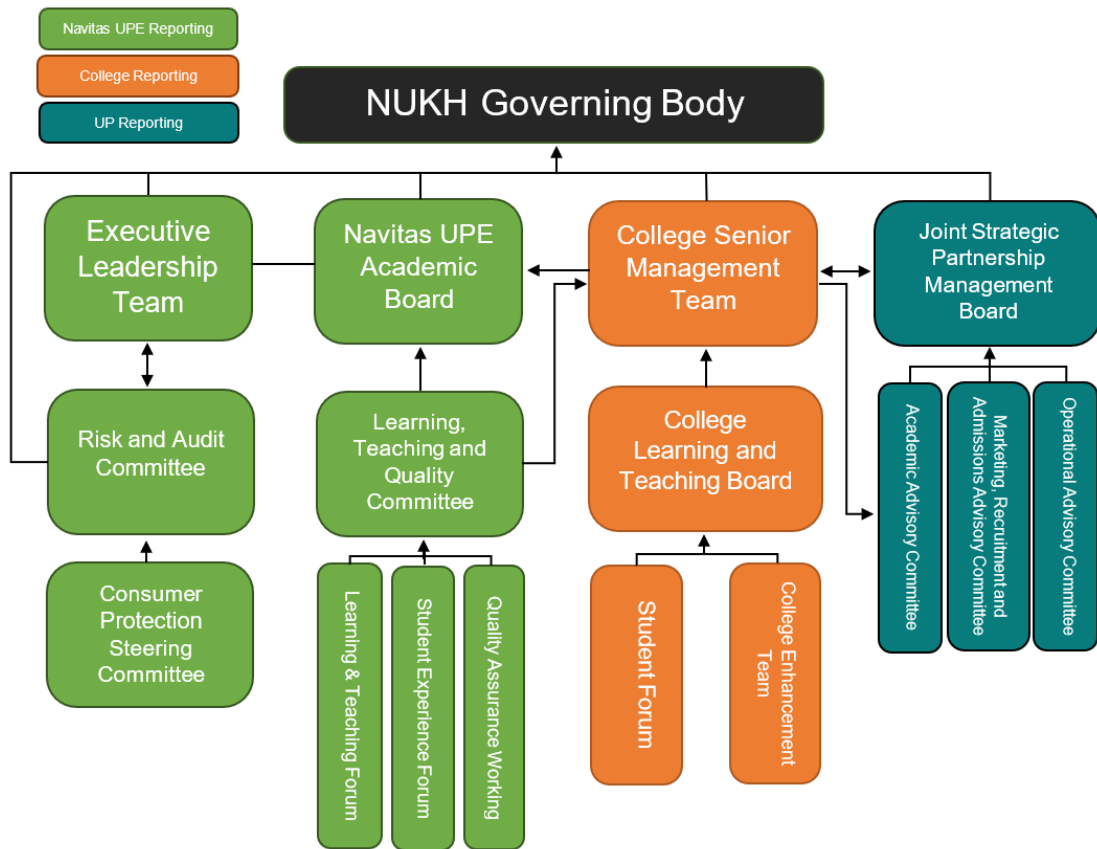 Navitas UPE Reporting
College Reporting
UP Reporting
NUKH Governing Body
Executive
Leadership
Team
Navitas UPE
Academic
Board
College Senior
Management
Team
Joint Strategic
Partnership
Management
Board
Risk and Audit
Committee
Learning,
Teaching and
Quality
Committee
College
Learning and
Teaching Board
Academic Advisory Committee
Marketing, Recruitment and
Admissions Advisory Committee
Operational Advisory Committee
Consumer
Protection
Steering
Committee
Learning & Teaching Forum
Student Experience Forum
Quality Assurance Working
Student Forum
College Enhancement
Team